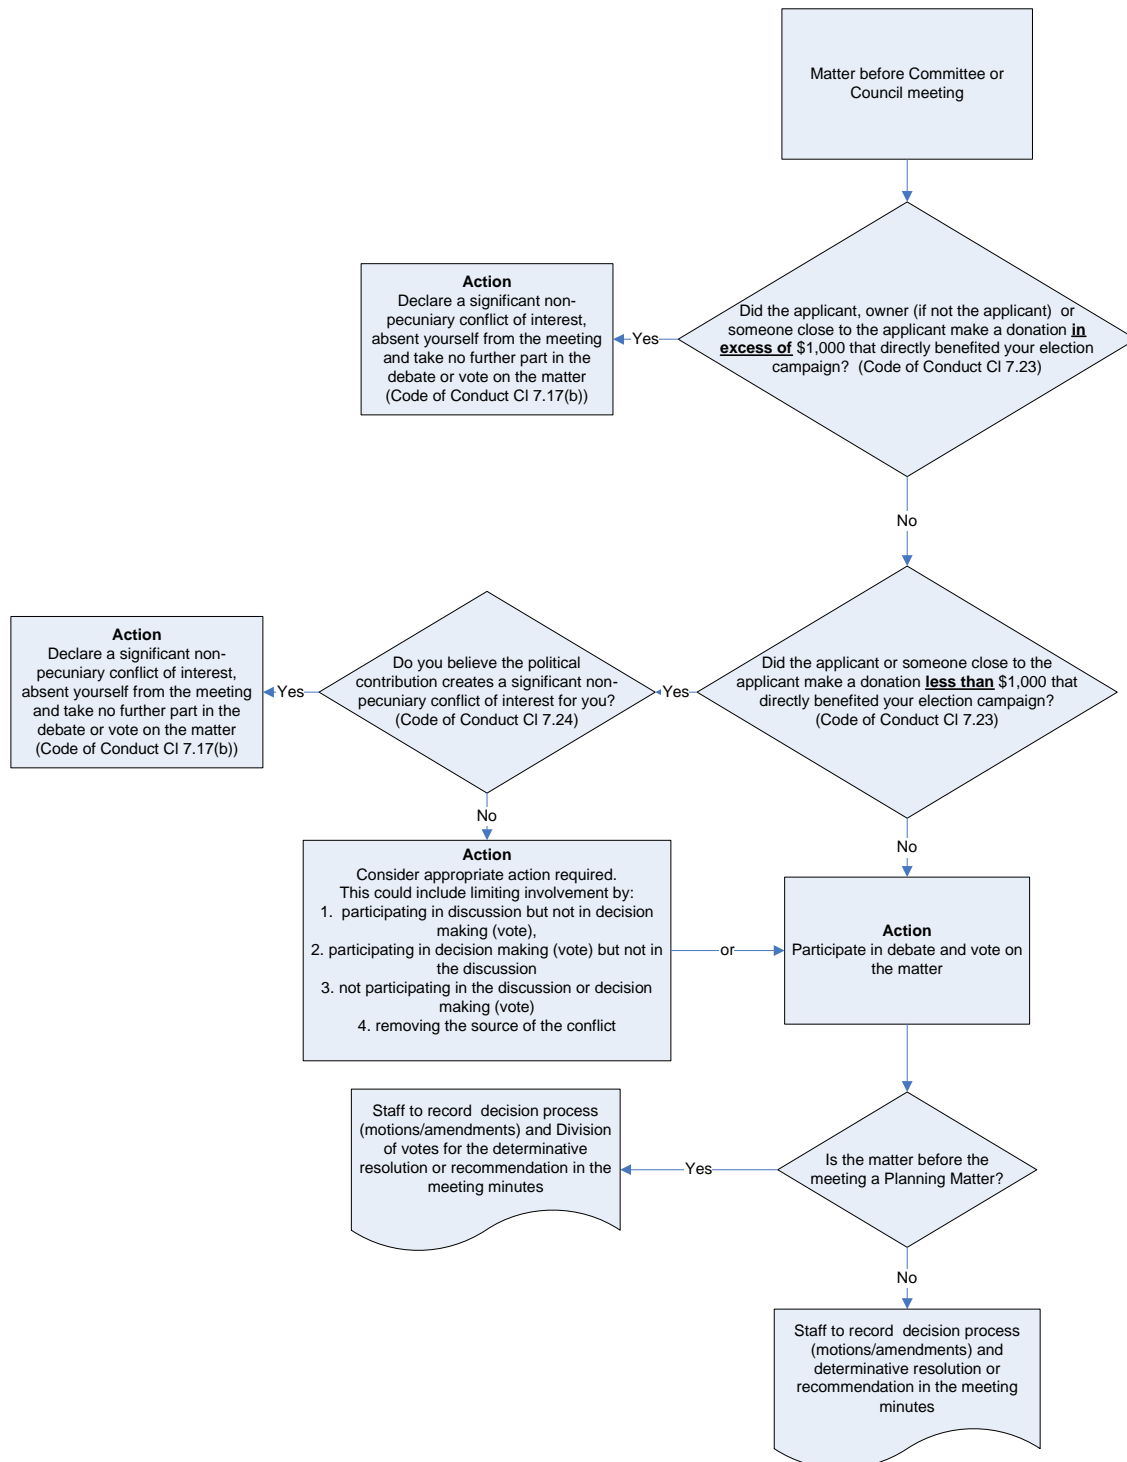 Matter before Committee or
Council meeting
Did the applicant, owner (if not the applicant)  or
someone close to the applicant make a donation in
excess of $1,000 that directly benefited your election
campaign?  (Code of Conduct Cl 7.23)
Yes
Action
Declare a significant non-
pecuniary conflict of interest,
absent yourself from the meeting
and take no further part in the
debate or vote on the matter
(Code of Conduct Cl 7.17(b))
No
Did the applicant or someone close to the
applicant make a donation less than $1,000 that
directly benefited your election campaign?
(Code of Conduct Cl 7.23)
Yes
Do you believe the political
contribution creates a significant non-
pecuniary conflict of interest for you?
(Code of Conduct Cl 7.24)
Yes
Action
Declare a significant non-
pecuniary conflict of interest,
absent yourself from the meeting
and take no further part in the
debate or vote on the matter
(Code of Conduct Cl 7.17(b))
No
Action
Consider appropriate action required.
This could include limiting involvement by:
1.  participating in discussion but not in decision
making (vote),
2. participating in decision making (vote) but not in
the discussion
3. not participating in the discussion or decision
making (vote)
4. removing the source of the conflict
or
No
Action
Participate in debate and vote on
the matter
Is the matter before the
meeting a Planning Matter?
Yes
Staff to record  decision process
(motions/amendments) and Division
of votes for the determinative
resolution or recommendation in the
meeting minutes
No
Staff to record  decision process
(motions/amendments) and
determinative resolution or
recommendation in the meeting
minutes